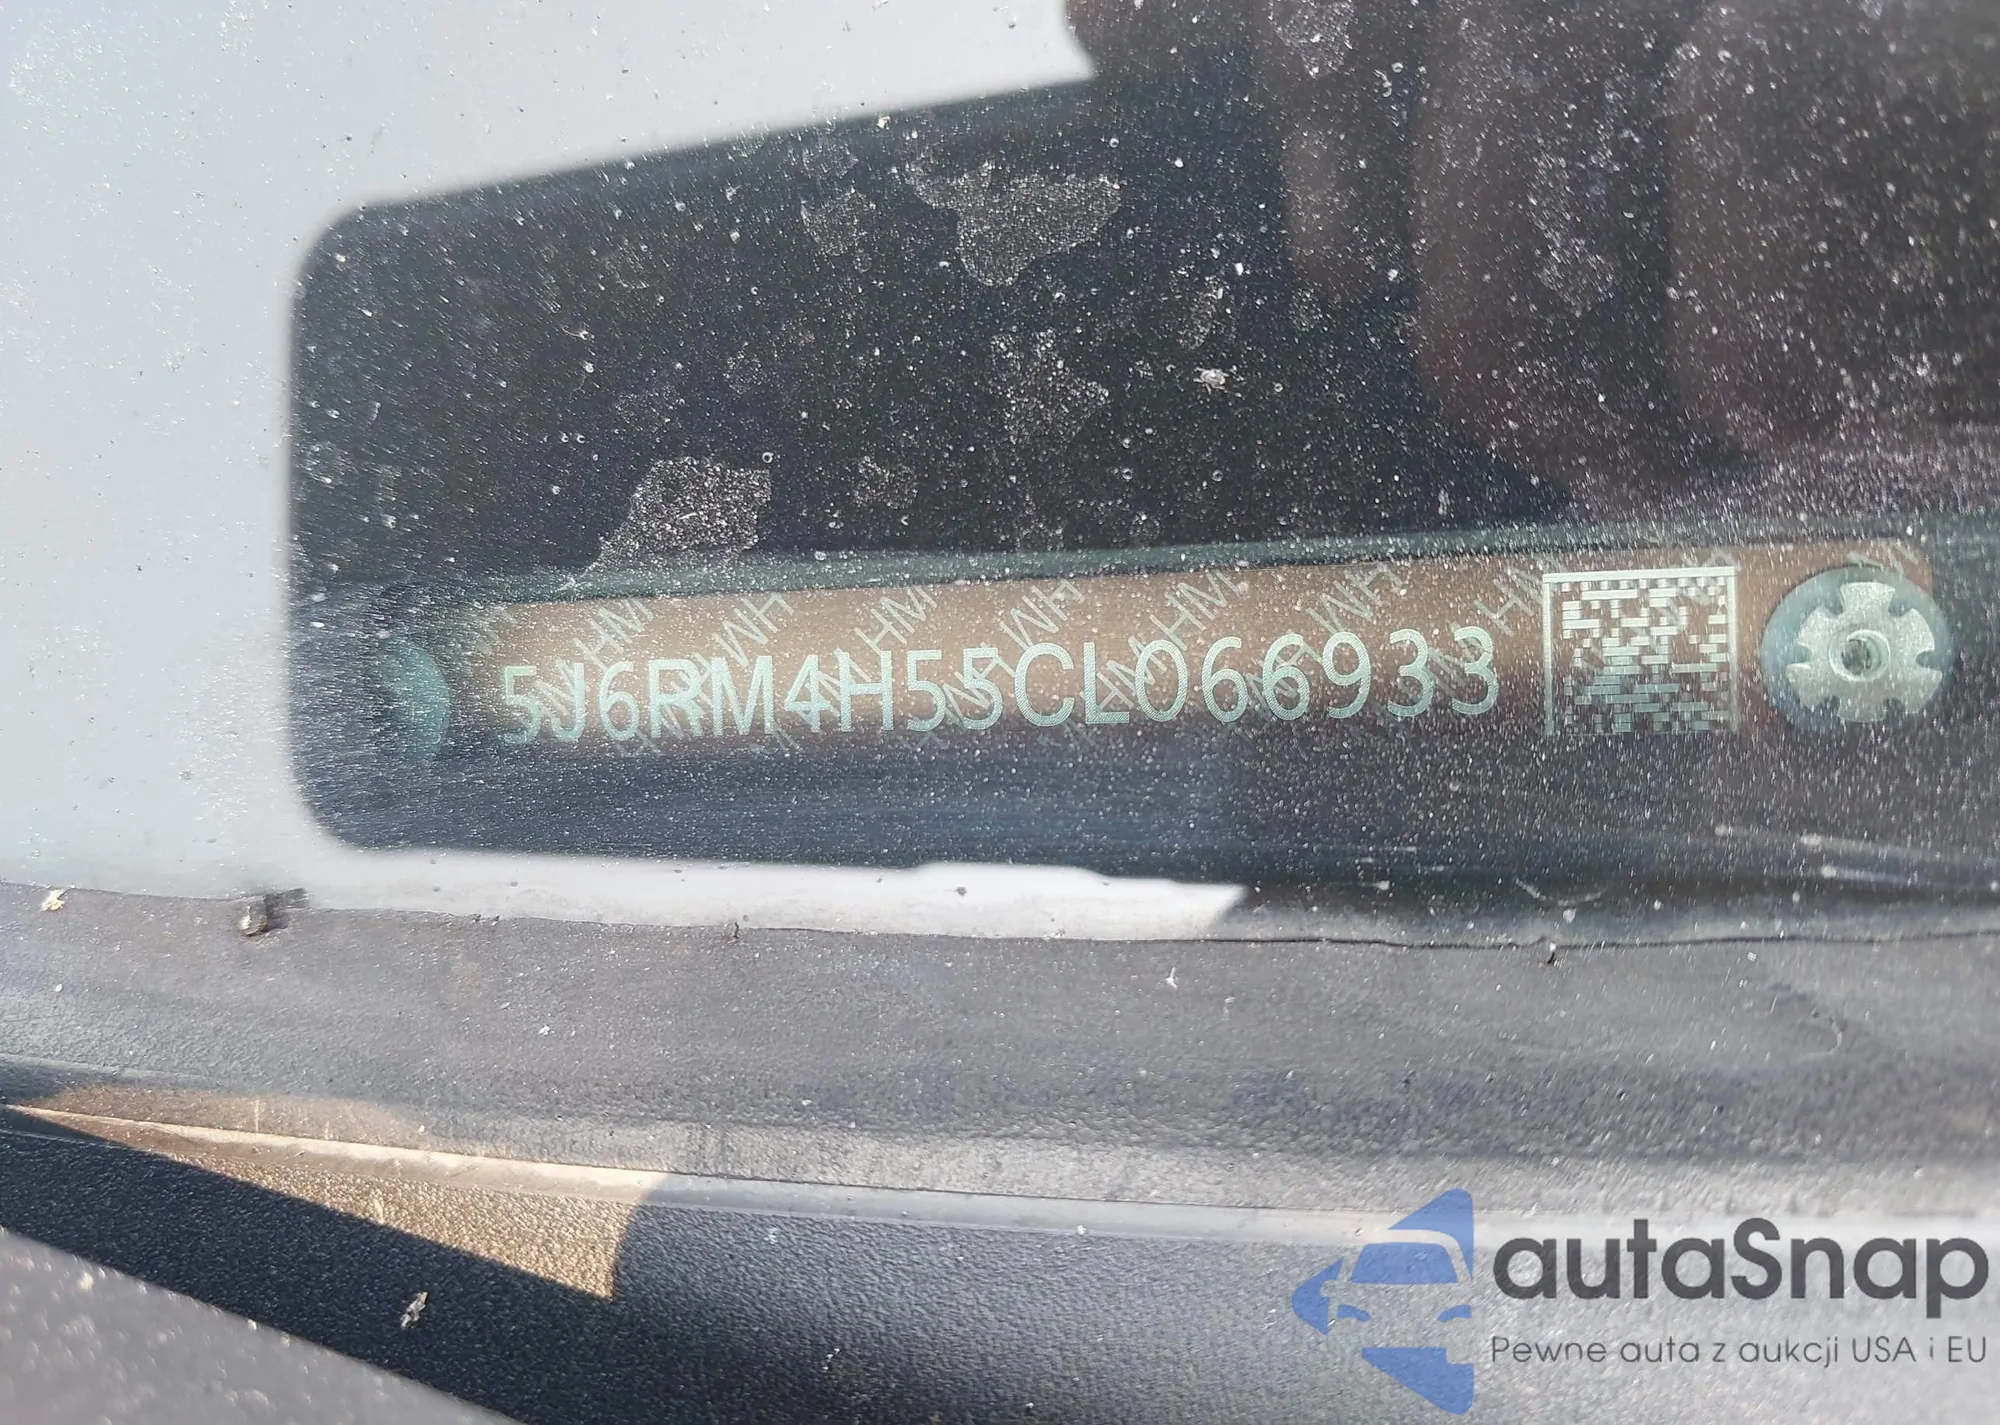 5J6RM4H55CL066933
autaSnap
Pewne auta z aukcji USA i EU